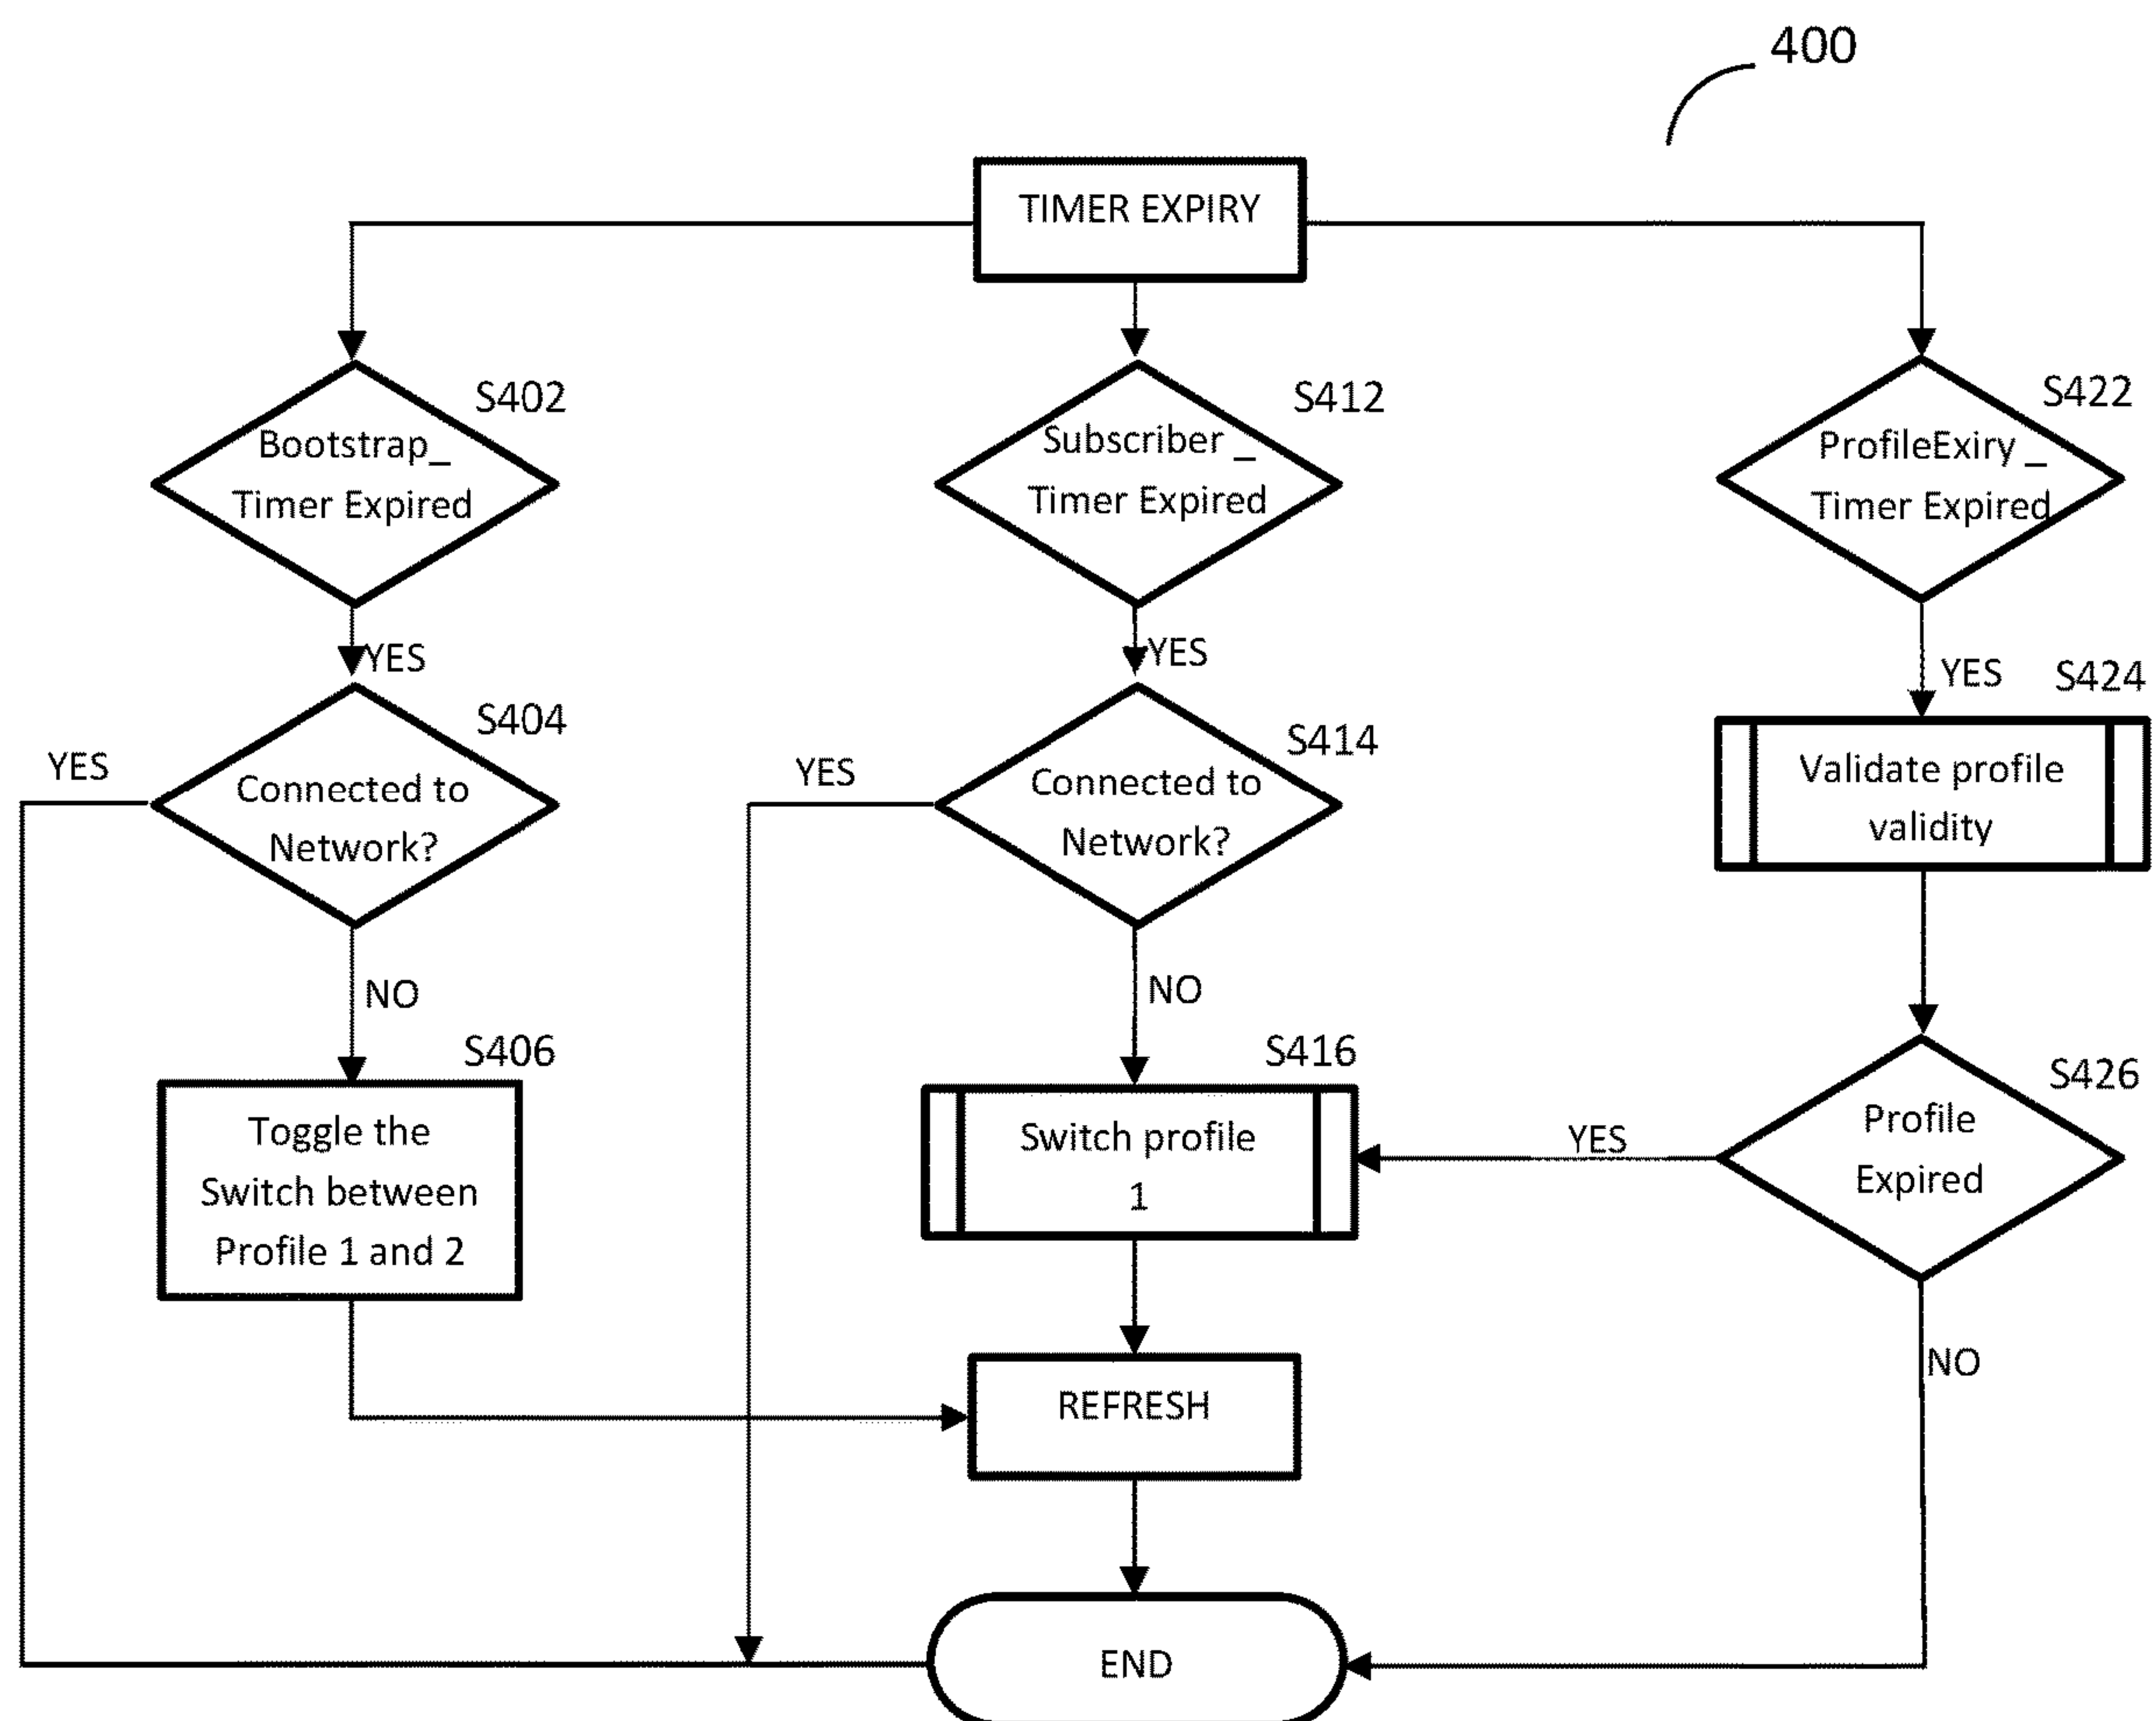 400
TIMER EXPIRY
S402
Bootstrap_
Timer Expired
S412
Subscriber _
Timer Expired
S422
ProfileExiry _
Timer Expired
YES
YES
YES
S404
Connected to
Network?
YES
S414
Connected to
Network?
YES
S424
Validate profile
validity
NO
NO
S406
Toggle the
Switch between
Profile 1 and 2
S416
Switch profile
1
YES
S426
Profile
Expired
NO
REFRESH
END